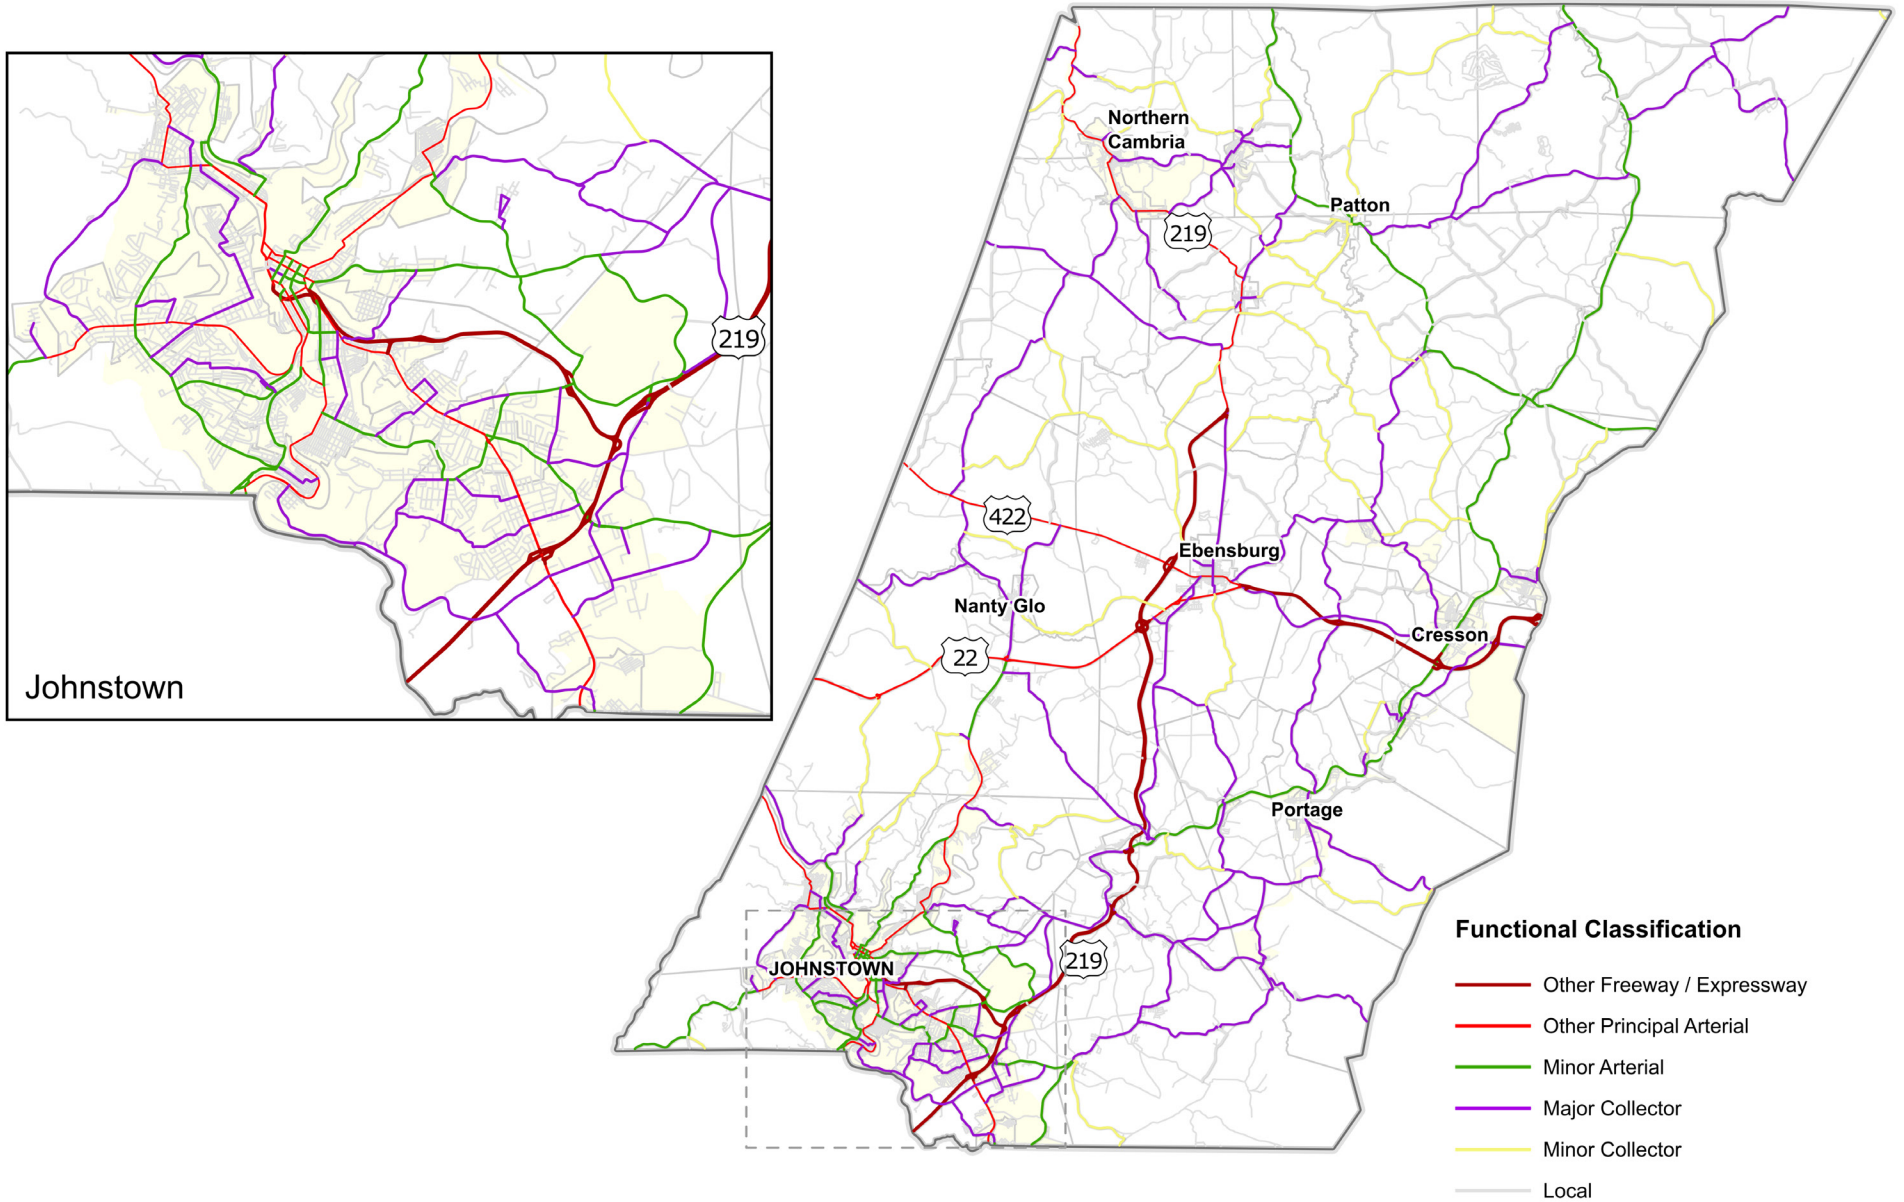 Northern
Cambria
Patton
219
219
422
Ebensburg
Nanty Glo
Cresson
22
Johnstown
Portage
219
JOHNSTOWN
Functional Classification
Other Freeway / Expressway
Other Principal Arterial
Minor Arterial
Major Collector
Minor Collector
Local